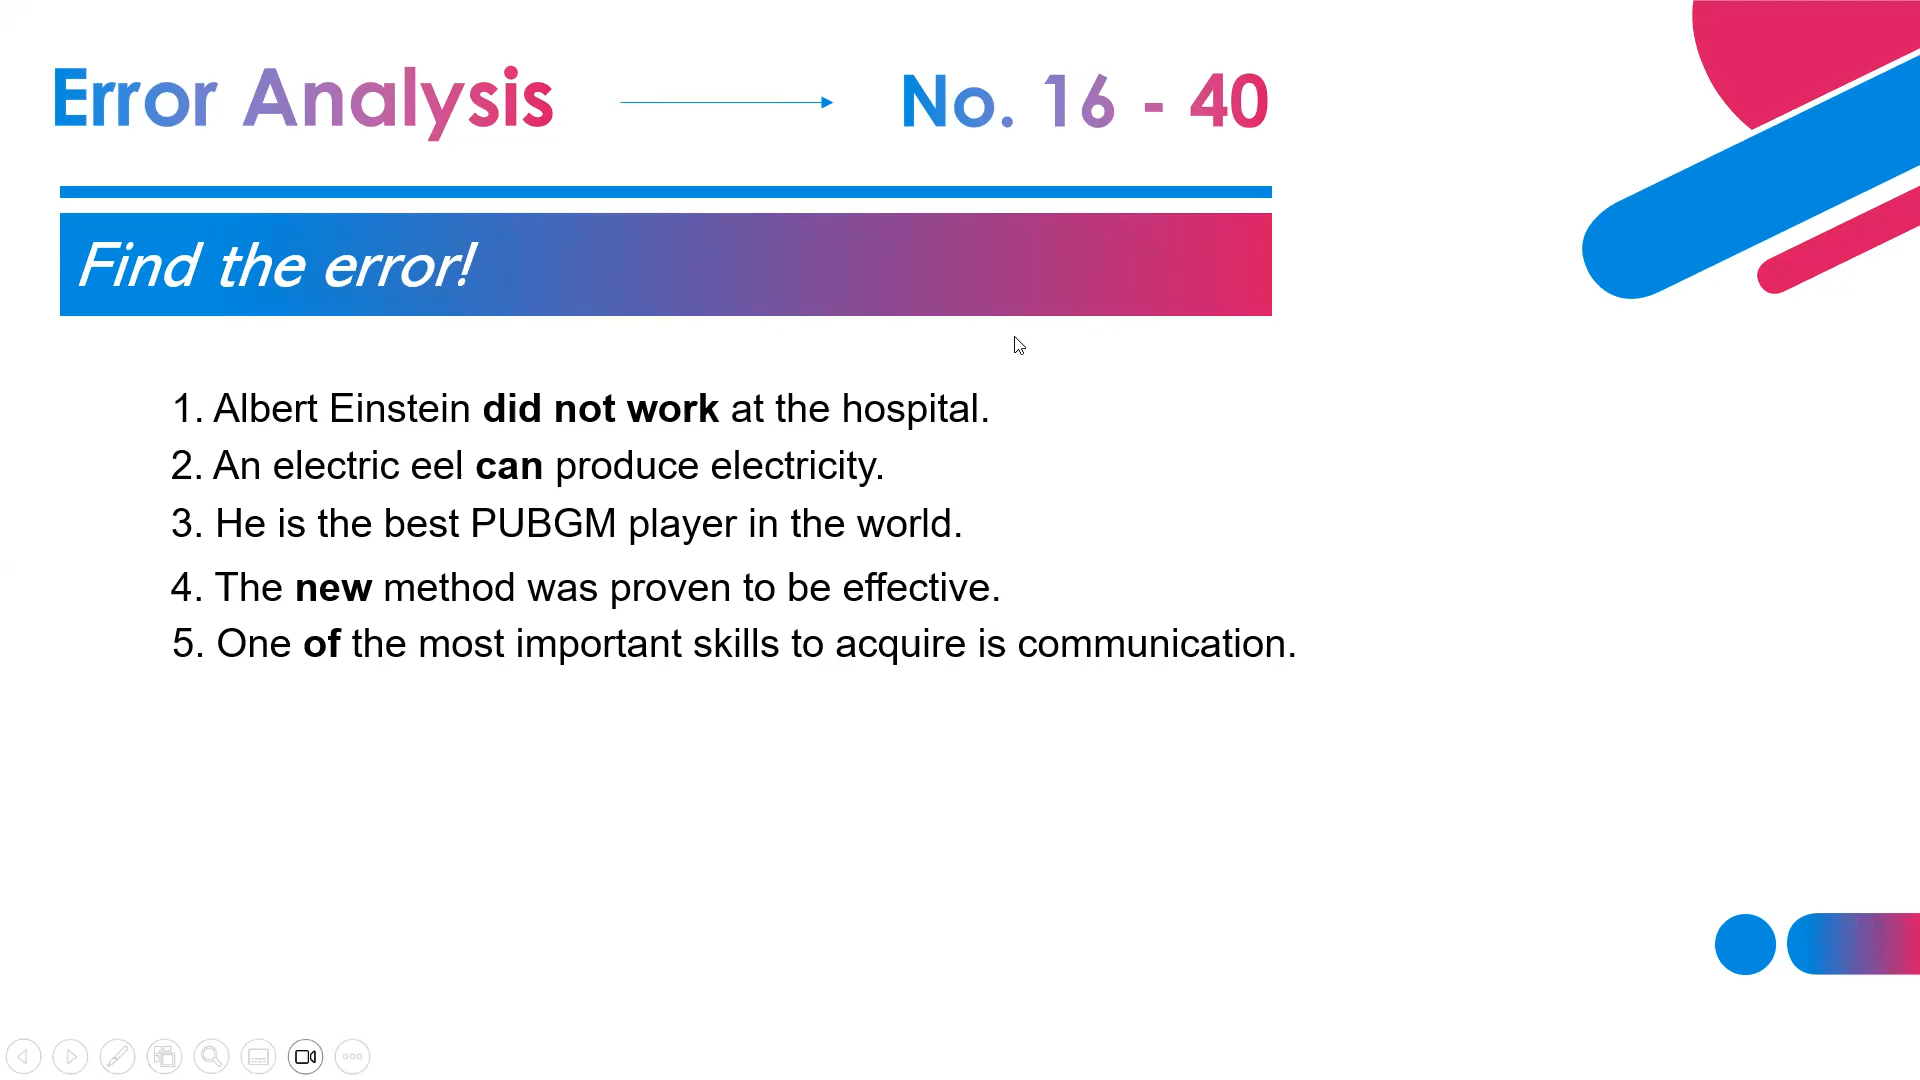 Error Analysis No. 16 - 40
Find the error!
1. Albert Einstein did not work at the hospital.
2. An electric eel can produce electricity.
3. He is the best PUBGM player in the world.
4. The new method was proven to be effective.
5. One of the most important skills to acquire is communication.